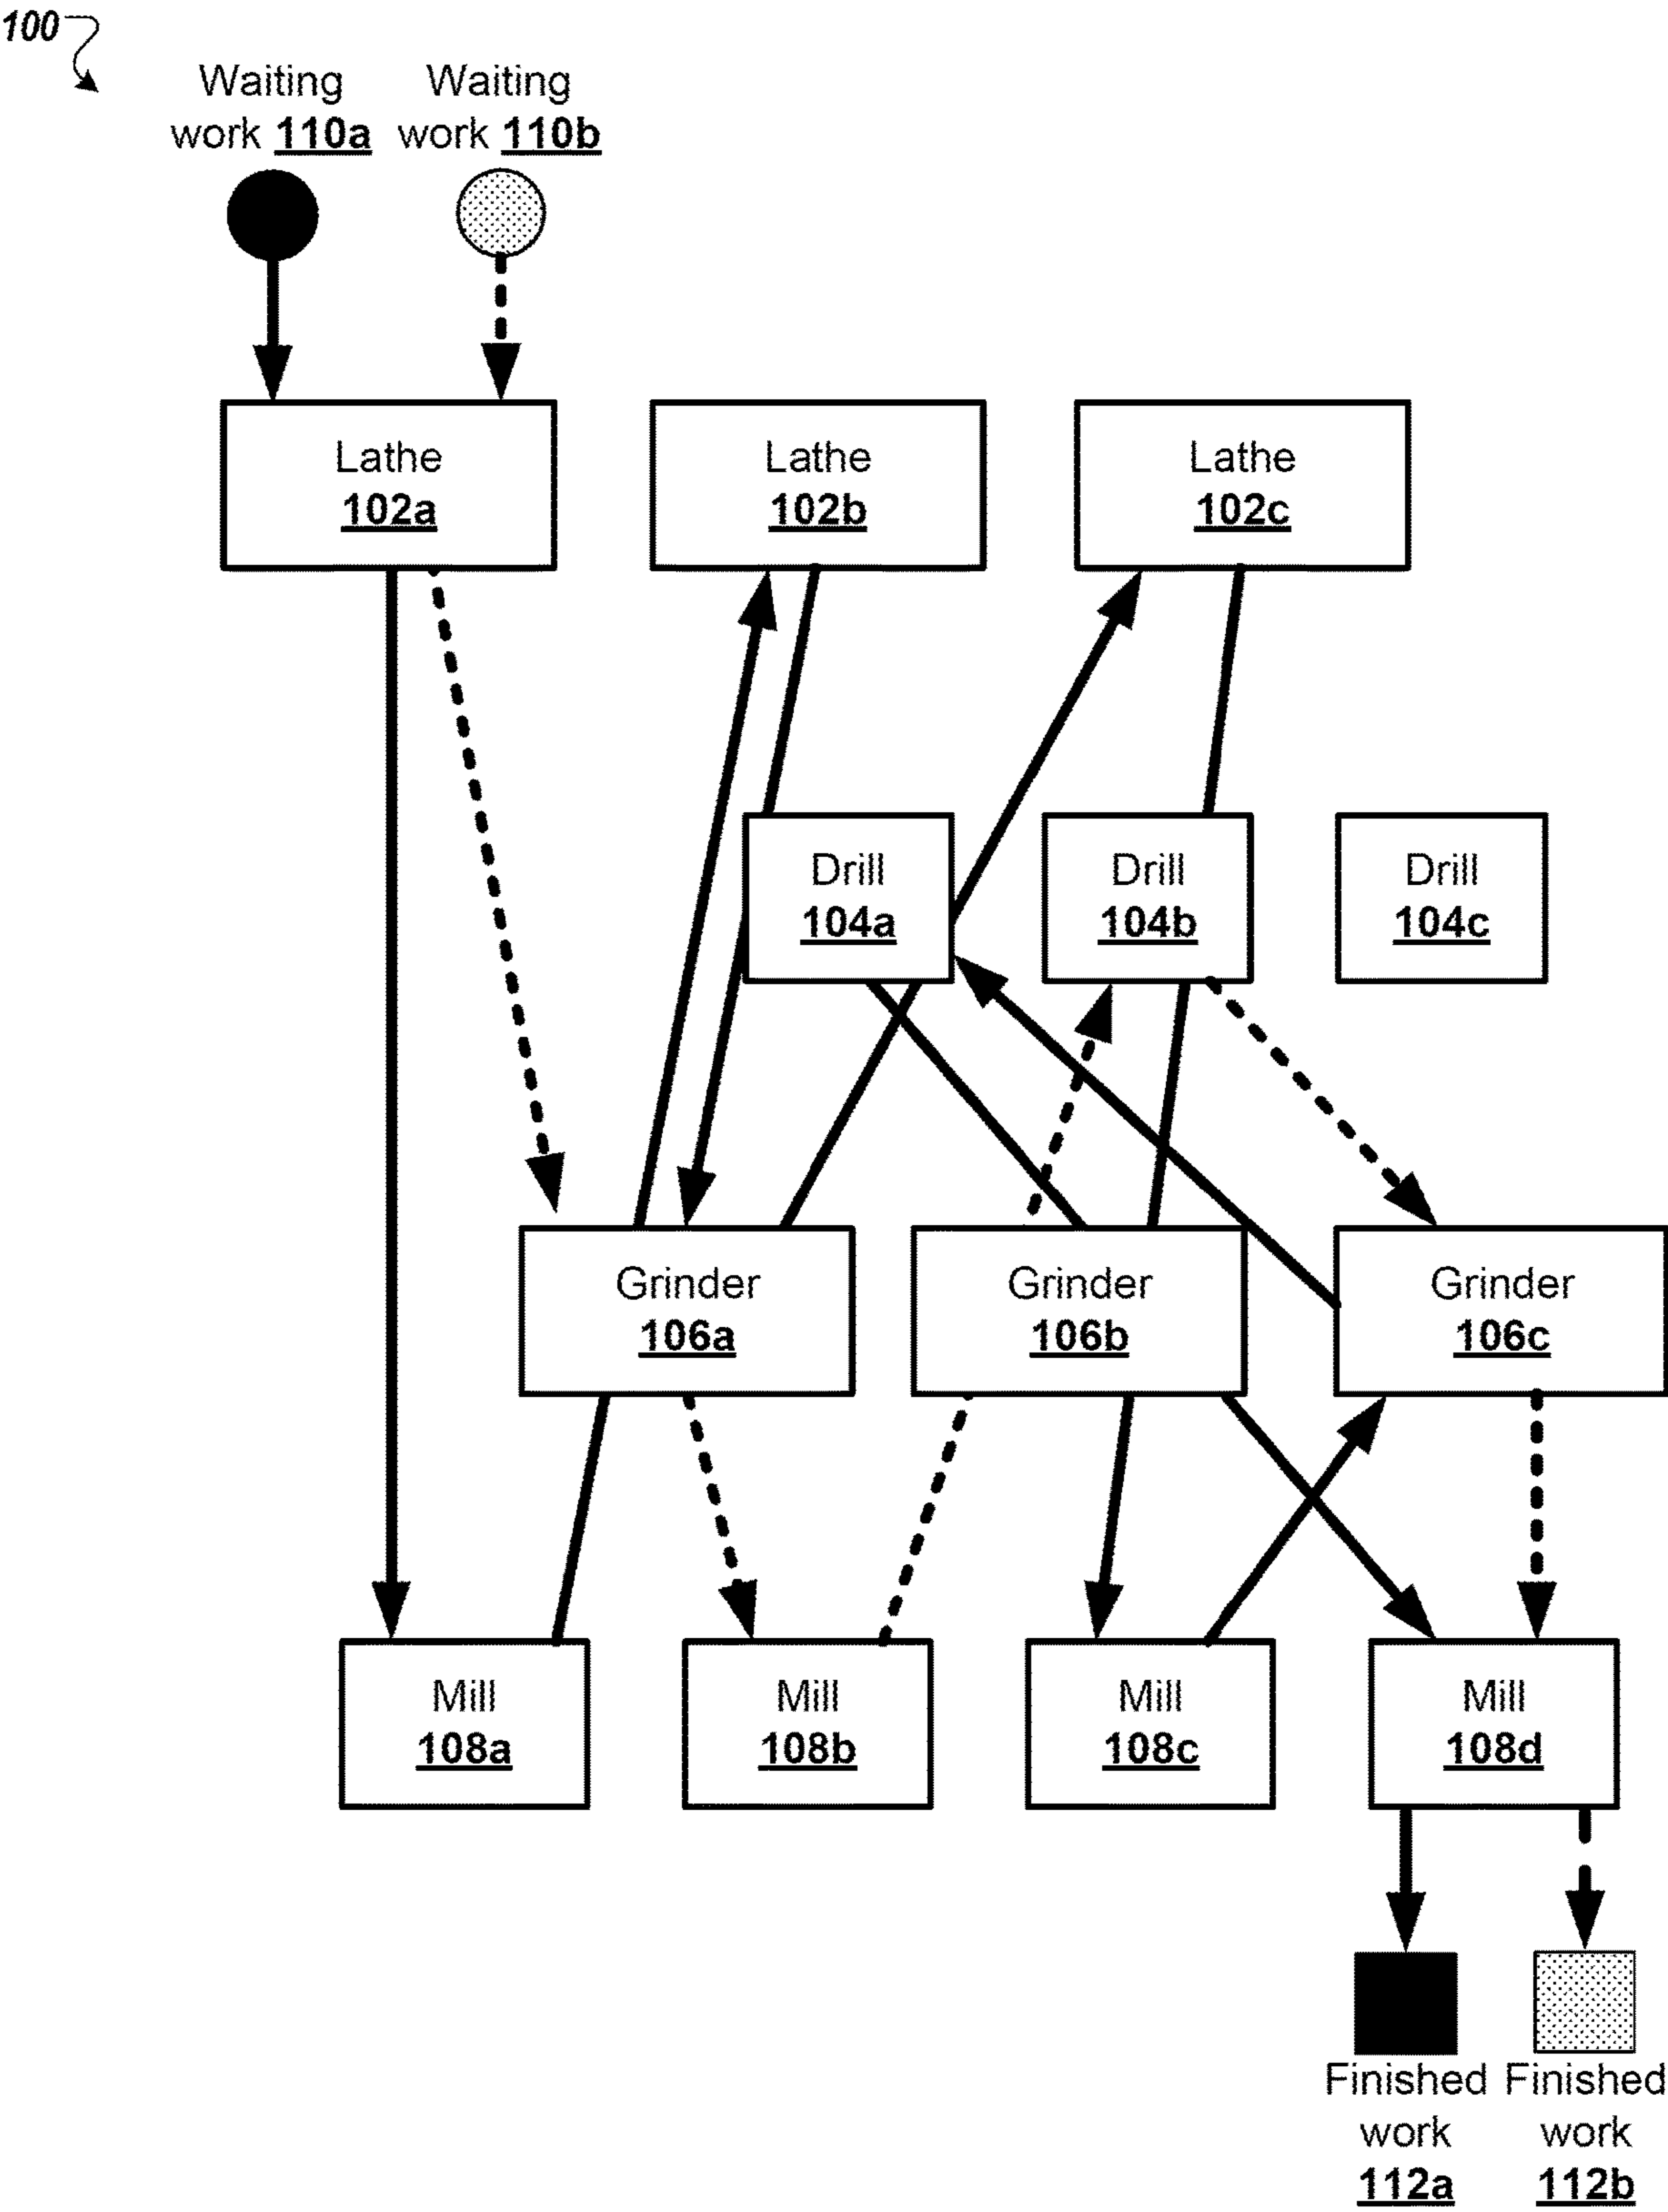 100
Waiting
work 110a
Waiting
work 110b
Lathe
102a
Lathe
102b
Lathe
102c
Drill
104a
Drill
104b
Drill
104c
Grinder
106a
Grinder
106b
Grinder
106c
Mill
108a
Mill
108b
Mill
108c
Mill
108d
Finished
work
112a
Finished
work
112b